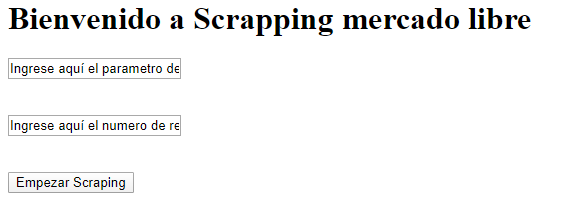 Bienvenido a Scrapping mercado libre
Ingrese aquí el parametro de
Ingrese aquí el numero de re
Empezar Scraping